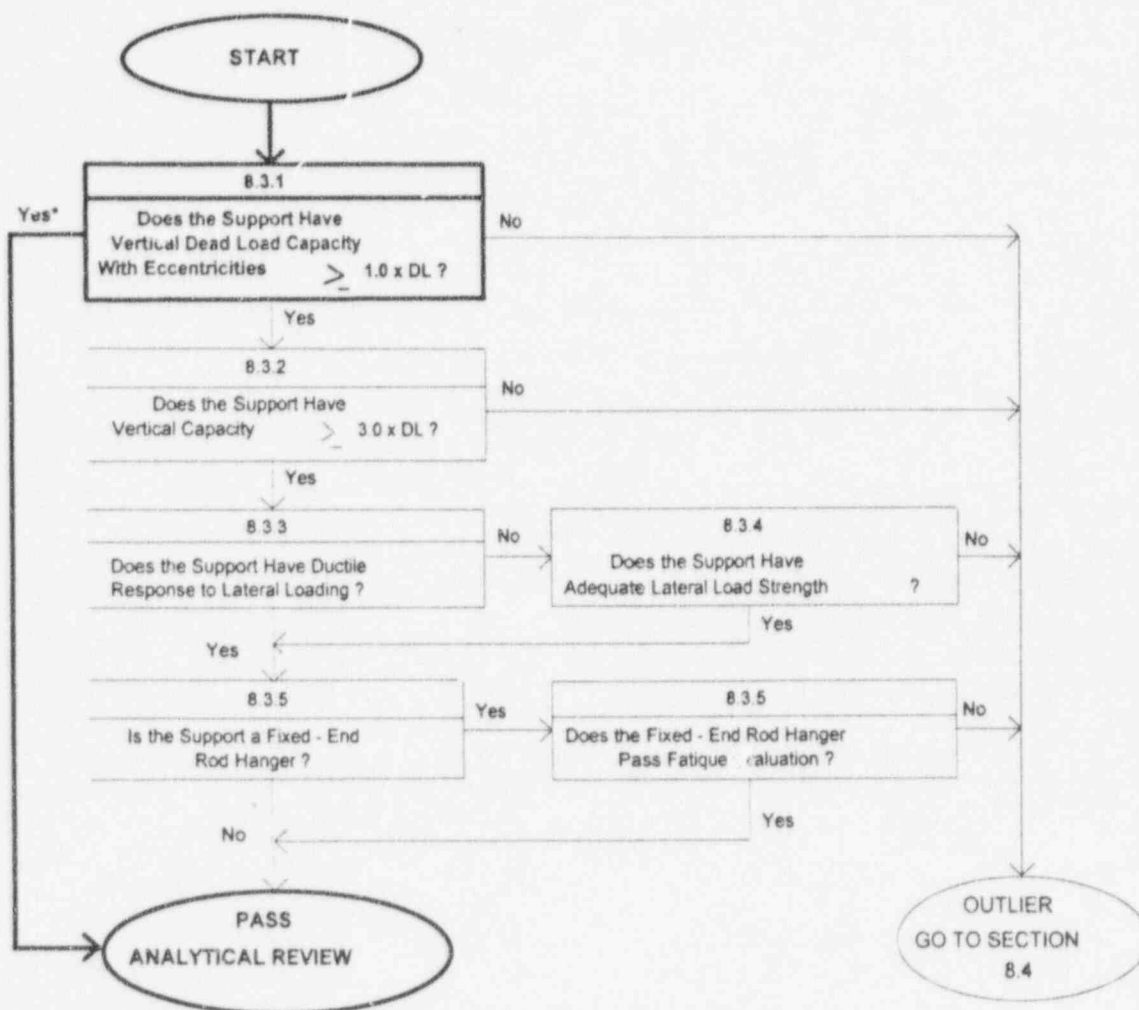 START
8.3.1
Yes*
Does the Support Have
Vertical Dead Load Capacity
With Eccentricities ≥ 1.0 x DL ?
No
Yes
8.3.2
No
Does the Support Have
Vertical Capacity ≥ 3.0 x DL ?
Yes
8.3.3
No
Does the Support Have Ductile
Response to Lateral Loading ?
8.3.4
No
Does the Support Have
Adequate Lateral Load Strength ?
Yes
Yes
8.3.5
Yes
Is the Support a Fixed - End
Rod Hanger ?
8.3.5
No
Does the Fixed - End Rod Hanger
Pass Fatique aluation ?
No
Yes
PASS
ANALYTICAL REVIEW
OUTLIER
GO TO SECTION
8.4